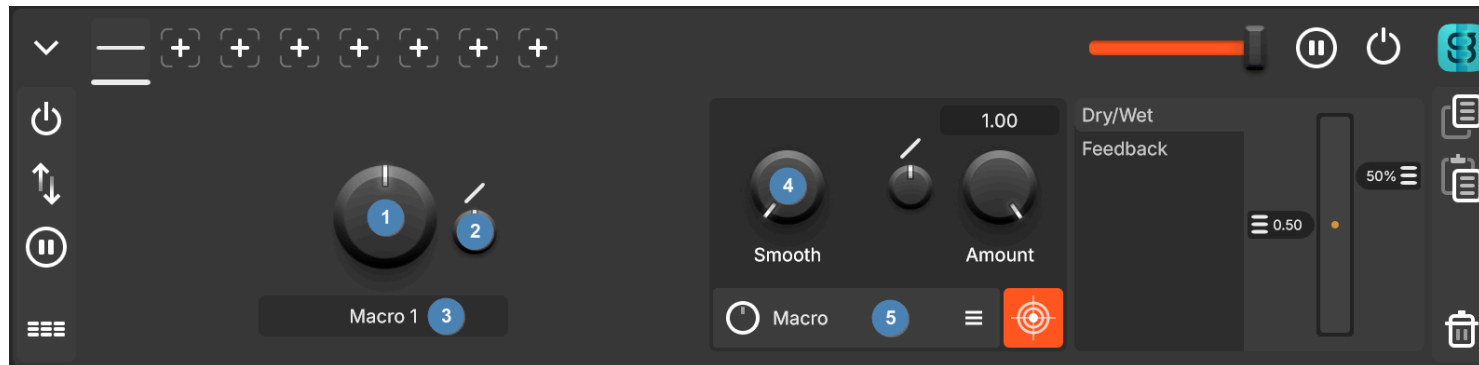 1.00
Dry/Wet
Feedback
50%
0.50
1
2
4
Smooth
Amount
Macro 1 3
Macro 5